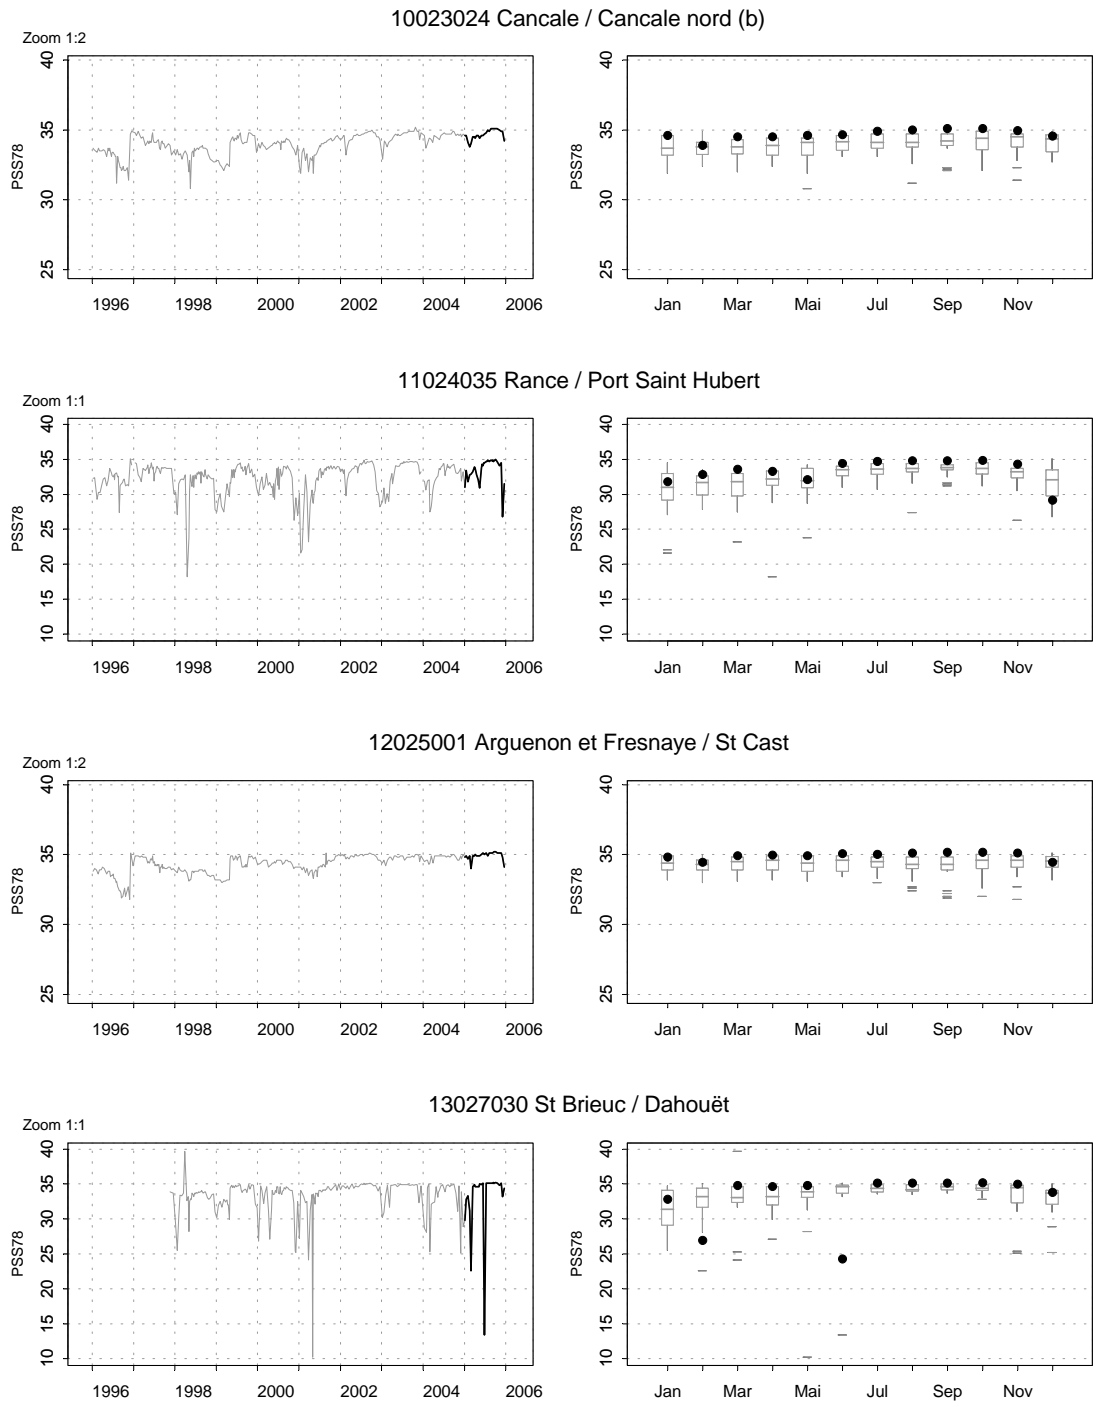 10023024 Cancale / Cancale nord (b)
Zoom 1:2
PSS78
40
35
30
25
1996 1998 2000 2002 2004 2006
PSS78
40
35
30
25
Jan Mar Mai Jul Sep Nov
11024035 Rance / Port Saint Hubert
Zoom 1:1
PSS78
40
35
30
25
20
15
10
1996 1998 2000 2002 2004 2006
PSS78
40
35
30
25
20
15
10
Jan Mar Mai Jul Sep Nov
12025001 Arguenon et Fresnaye / St Cast
Zoom 1:2
PSS78
40
35
30
25
1996 1998 2000 2002 2004 2006
PSS78
40
35
30
25
Jan Mar Mai Jul Sep Nov
13027030 St Brieuc / Dahouët
Zoom 1:1
PSS78
40
35
30
25
20
15
10
1996 1998 2000 2002 2004 2006
PSS78
40
35
30
25
20
15
10
Jan Mar Mai Jul Sep Nov